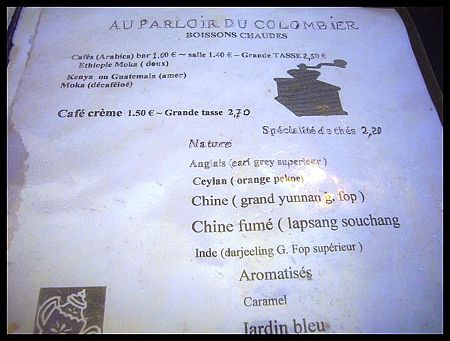 AU PARLOIR DU COLOMBIER
BOISSONS CHAUDES
Cafés (Arabica) bar 1.00 € ~ salle 1.40 € ~ Grande TASSE 2,50 €
Ethiopie Moka ( doux)
Kenya ou Guatemala (amer)
Moka (décaféiné)
Café crème 1.50 € ~ Grande tasse 2,70
Spécialité de thés 2,20
Nature
Anglais (earl grey superieur )
Ceylan ( orange pekoe)
Chine ( grand yunnan g. fop )
Chine fumé ( lapsang souchang
Inde (darjeeling G. Fop supérieur )
Aromatisés
Caramel
Jardin bleu